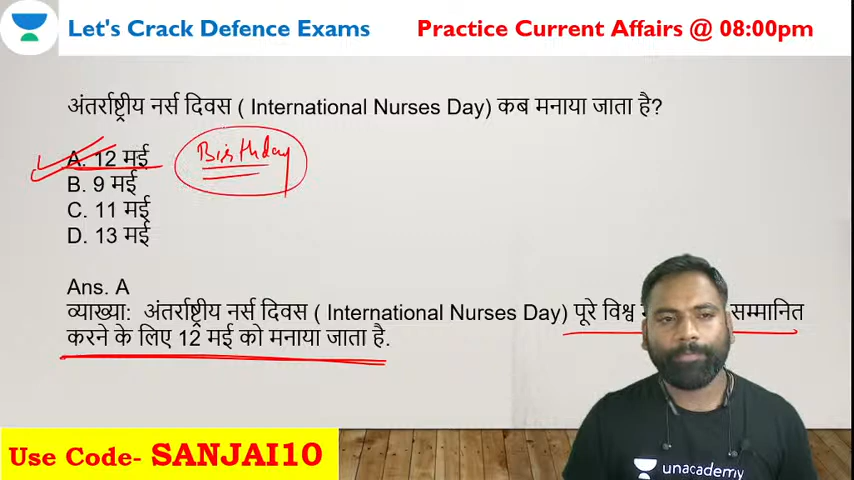 Let's Crack Defence Exams
Practice Current Affairs @ 08:00pm
अंतर्राष्ट्रीय नर्स दिवस ( International Nurses Day) कब मनाया जाता है?
A. 12 मई
Birthday
B. 9 मई
C. 11 मई
D. 13 मई
Ans. A
व्याख्या: अंतर्राष्ट्रीय नर्स दिवस ( International Nurses Day) पूरे विश्व सम्मानित
करने के लिए 12 मई को मनाया जाता है.
Use Code- SANJAI10
unacademy